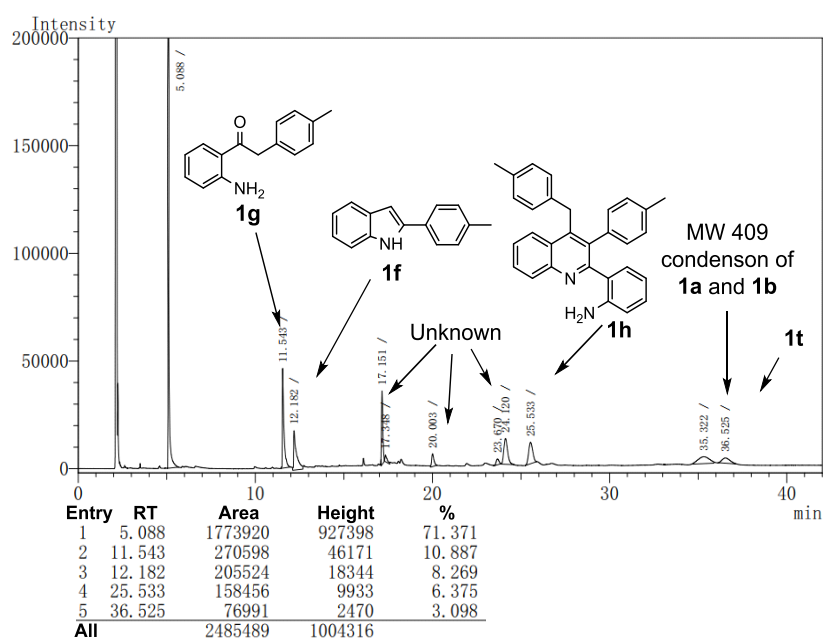 Intensity
200000
150000
100000
50000
0
5.088 /
O
NH2
1g
NH
1f
N
H2N
1h
MW 409
condenson of
1a and 1b
1t
Unknown
11.543 /
12.182 /
17.151 /
17.348 /
20.003 /
23.670 /
24.120 /
25.533 /
35.322 /
36.525 /
0 10 20 30 40
min
Entry RT Area Height %
1 5.088 1773920 927398 71.371
2 11.543 270598 46171 10.887
3 12.182 205524 18344 8.269
4 25.533 158456 9933 6.375
5 36.525 76991 2470 3.098
All 2485489 1004316